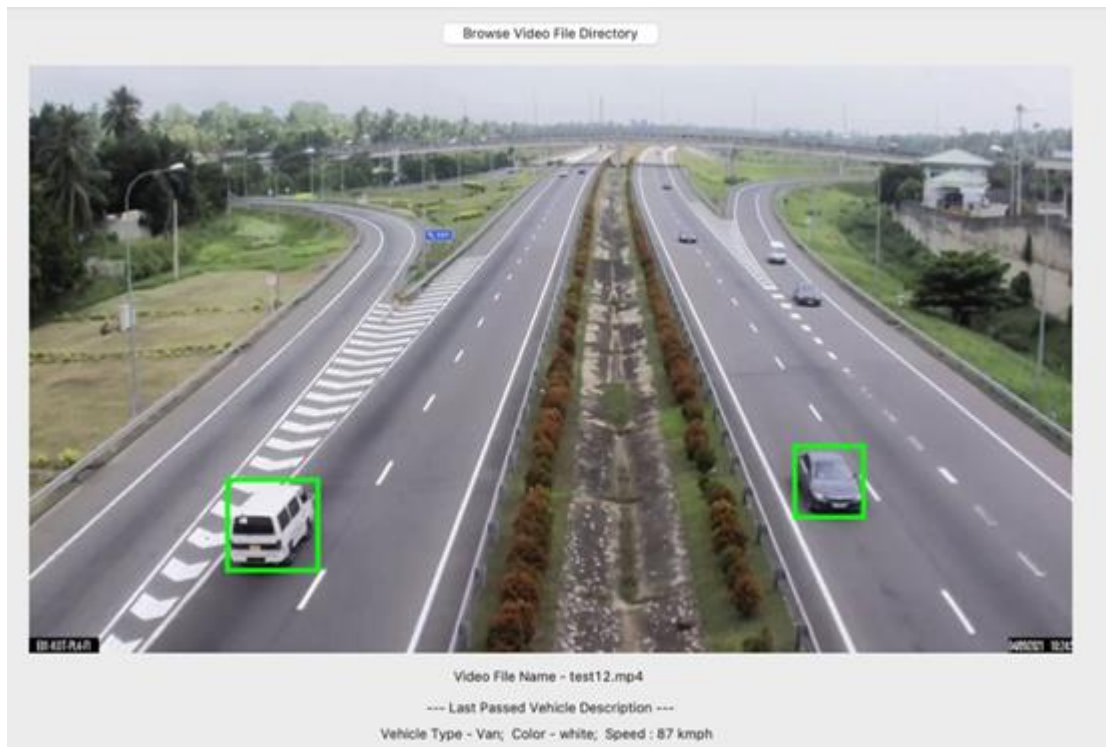 Browse Video File Directory
Video File Name - test12.mp4
--- Last Passed Vehicle Description ---
Vehicle Type - Van; Color - white; Speed : 87 kmph